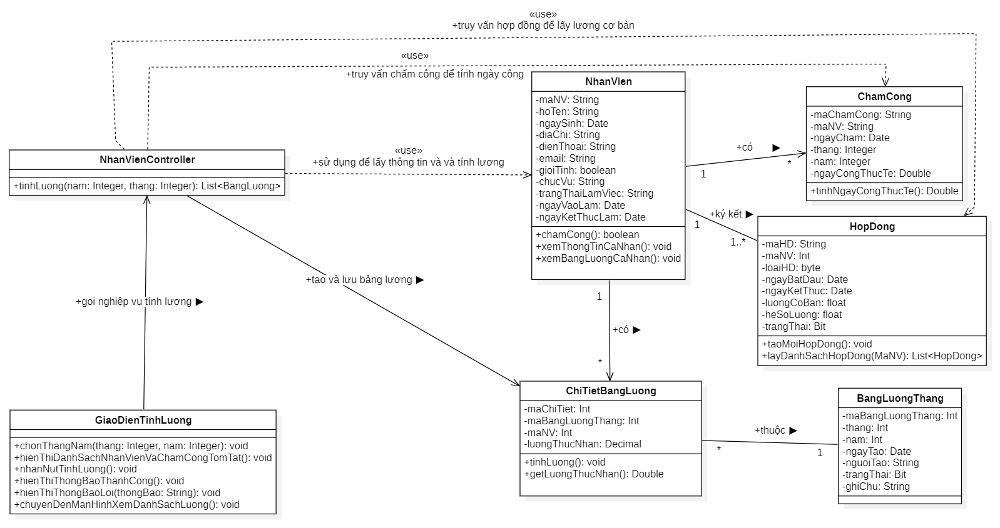 «use»
+truy vấn hợp đồng để lấy lương cơ bản
«use»
+truy vấn chấm công để tính ngày công
NhanVien
-maNV: String
-hoTen: String
-ngaySinh: Date
-diaChi: String
-dienThoai: String
-email: String
-gioiTinh: boolean
-chucVu: String
-trangThaiLamViec: String
-ngayVaoLam: Date
-ngayKetThucLam: Date
+chamCong(): boolean
+xemThongTinCaNhan(): void
+xemBangLuongCaNhan(): void
ChamCong
-maChamCong: String
-maNV: String
-ngayCham: Date
-thang: Integer
-nam: Integer
-ngayCongThucTe: Double
+tinhNgayCongThucTe(): Double
NhanVienController
+tinhLuong(nam: Integer, thang: Integer): List<BangLuong>
«use»
+sử dụng để lấy thông tin và và tính lương
+có ▶
1
*
+ký kết ▶
1
1..*
HopDong
-maHD: String
-maNV: Int
-loaiHD: byte
-ngayBatDau: Date
-ngayKetThuc: Date
-luongCoBan: float
-heSoLuong: float
-trangThai: Bit
+taoMoiHopDong(): void
+layDanhSachHopDong(MaNV): List<HopDong>
+tạo và lưu bảng lương ▶
+gọi nghiệp vụ tính lương ▶
1
+có ▶
*
ChiTietBangLuong
-maChiTiet: Int
-maBangLuongThang: Int
-maNV: Int
-luongThucNhan: Decimal
+tinhLuong(): void
+getLuongThucNhan(): Double
+thuộc ▶
*
1
BangLuongThang
-maBangLuongThang: Int
-thang: Int
-nam: Int
-ngayTao: Date
-nguoiTao: String
-trangThai: Bit
-ghiChu: String
GiaoDienTinhLuong
+chonThangNam(thang: Integer, nam: Integer): void
+hienThiDanhSachNhanVienVaChamCongTomTat(): void
+nhanNutTinhLuong(): void
+hienThiThongBaoThanhCong(): void
+hienThiThongBaoLoi(thongBao: String): void
+chuyenDenManHinhXemDanhSachLuong(): void